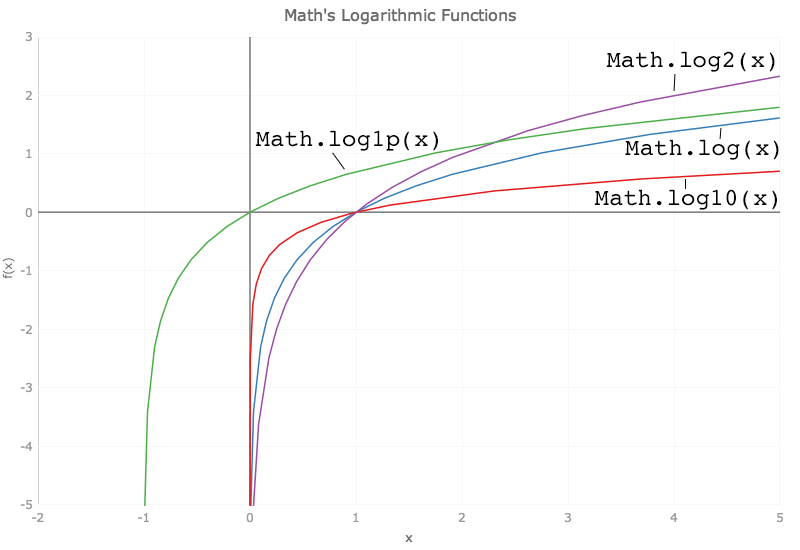 Math's Logarithmic Functions
3
Math.log2(x)
2
Math.log1p(x)
Math.log(x)
1
Math.log10(x)
0
-1
f(x)
-2
-3
-4
-5
-2 -1 0 1 2 3 4 5
x